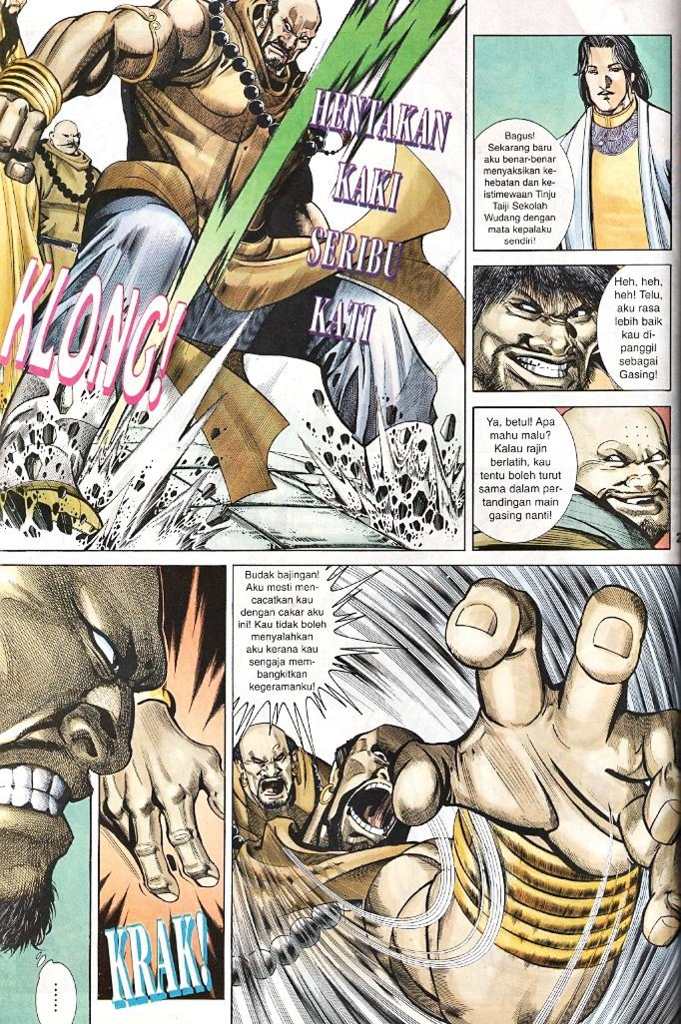 HENTAKAN
KAKI
SERIBU
KATI
KLONG!
Bagus!
Sekarang baru
aku benar-benar
menyaksikan ke-
hebatan dan ke-
istimewaan Tinju
Taiji Sekolah
Wudang dengan
mata kepalaku
sendiri!
Heh, heh,
heh! Telu,
aku rasa
lebih baik
kau di-
panggil
sebagai
Gasing!
Ya, betul! Apa
mahu malu?
Kalau rajin
berlatih, kau
tentu boleh turut
sama dalam per-
tandingan main
gasing nanti!
......
KRAK!
Budak bajingan!
Aku mesti men-
cacatkan kau
dengan cakar aku
ini! Kau tidak boleh
menyalahkan
aku kerana kau
sengaja mem-
bangkitkan
kegeramanku!